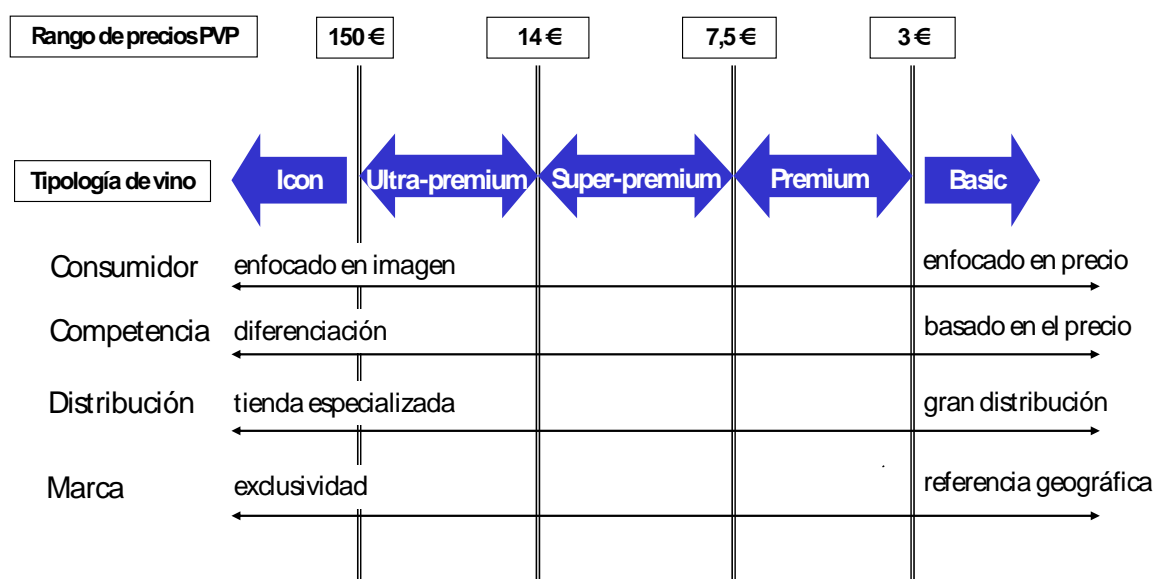 Rango de precios PVP 150 € 14 € 7,5 € 3 €
Tipología de vino Icon Ultra-premium Super-premium Premium Basic
Consumidor enfocado en imagen enfocado en precio
Competencia diferenciación basado en el precio
Distribución tienda especializada gran distribución
Marca exclusividad referencia geográfica